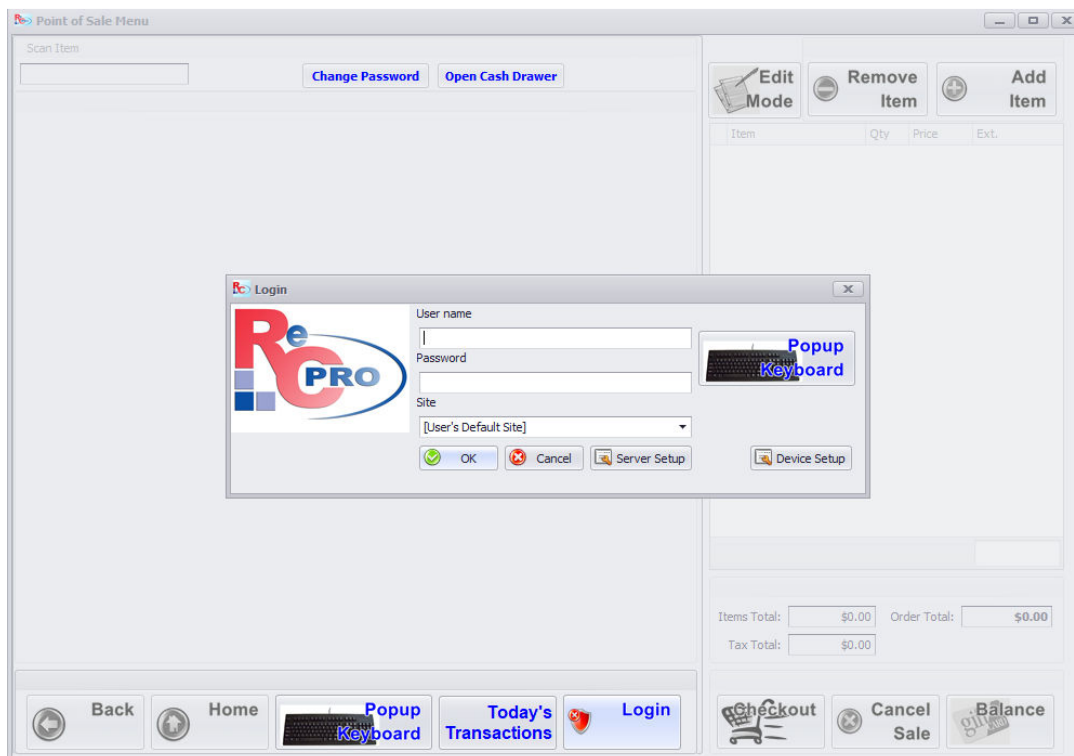 Point of Sale Menu
Scan Item
Change Password
Open Cash Drawer
Edit
Mode
Remove
Item
Add
Item
Item Qty Price Ext.
Login
ReC
PRO
User name
Password
Site
[User's Default Site]
Popup
Keyboard
OK
Cancel
Server Setup
Device Setup
Items Total: $0.00 Order Total: $0.00
Tax Total: $0.00
Back
Home
Popup
Keyboard
Today's
Transactions
Login
Checkout
Cancel
Sale
Balance
gift